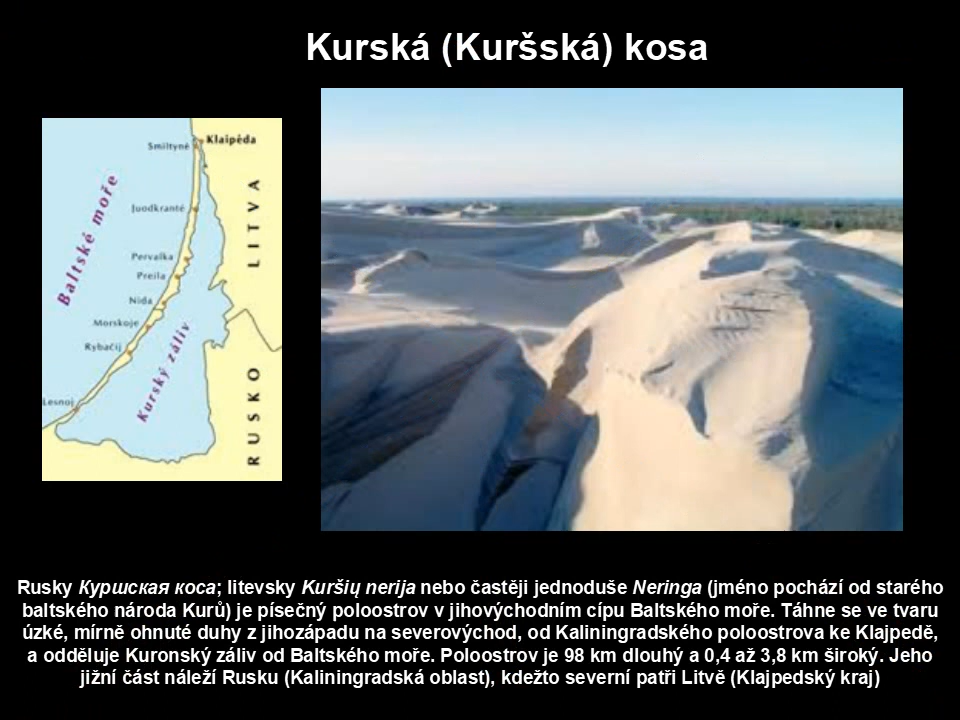 Kurská (Kuršská) kosa
Klaipėda
Smiltynė
Juodkrantė
Pervalka
Preila
Nida
Morskoje
Rybačij
Lesnoj
Baltské moře
Kurský záliv
LITVA
RUSKO
Rusky Куршская коса; litevsky Kuršių nerija nebo častěji jednoduše Neringa (jméno pochází od starého
baltského národa Kurů) je písečný poloostrov v jihovýchodním cípu Baltského moře. Táhne se ve tvaru
úzké, mírně ohnuté duhy z jihozápadu na severovýchod, od Kaliningradského poloostrova ke Klajpedě,
a odděluje Kuronský záliv od Baltského moře. Poloostrov je 98 km dlouhý a 0,4 až 3,8 km široký. Jeho
jižní část náleží Rusku (Kaliningradská oblast), kdežto severní patři Litvě (Klajpedský kraj)